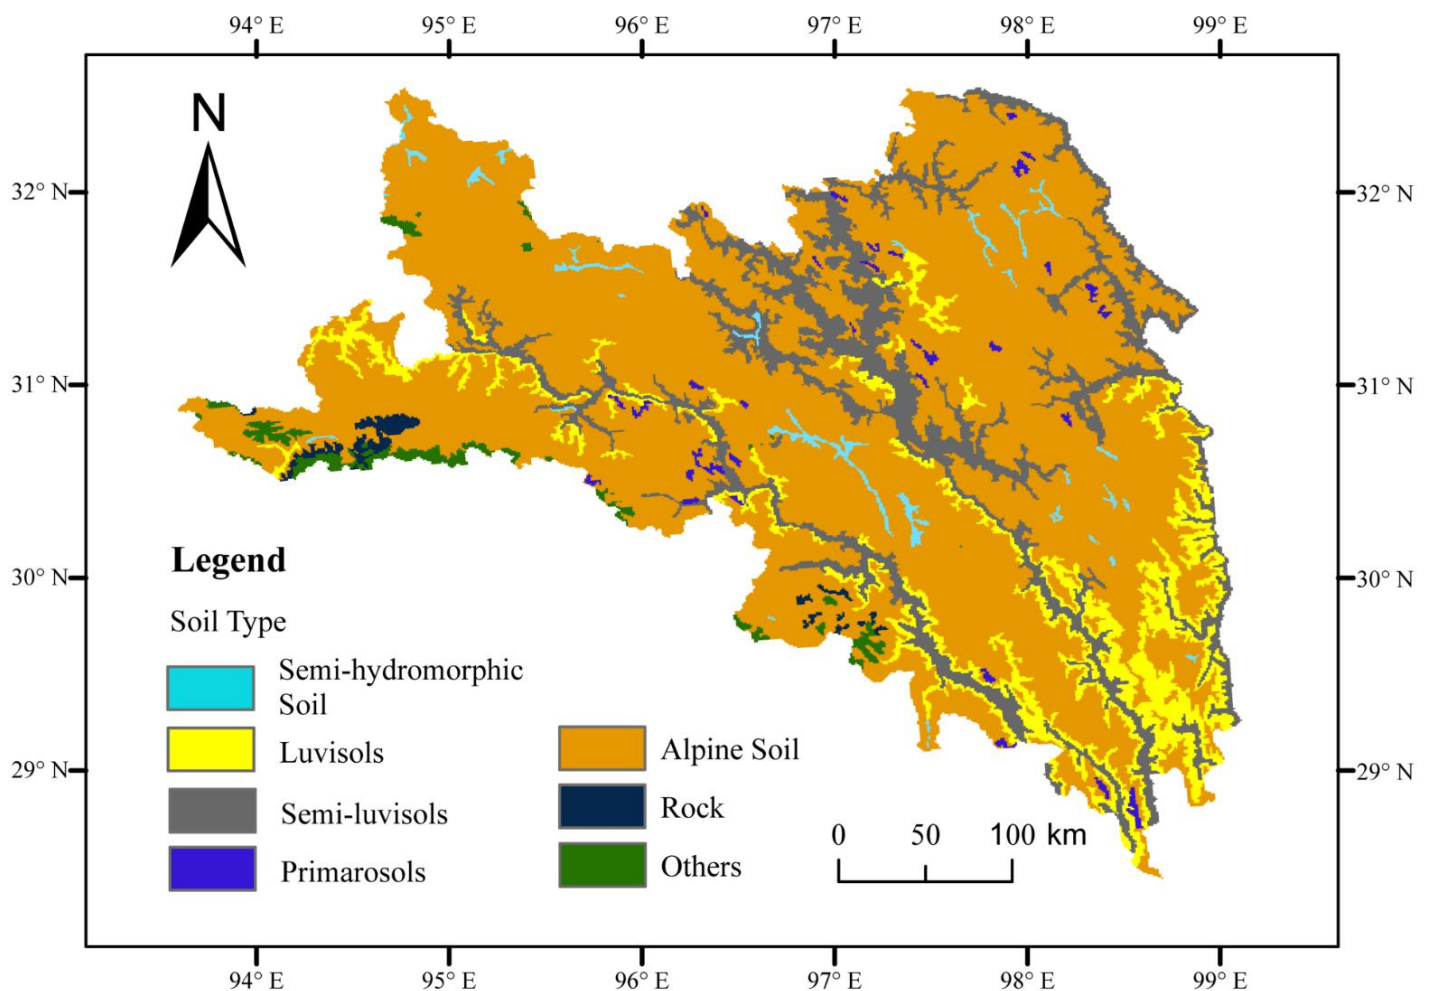 94° E 95° E 96° E 97° E 98° E 99° E
N
32° N 32° N
31° N 31° N
30° N 30° N
29° N 29° N
Legend
Soil Type
Semi-hydromorphic
Soil
Luvisols
Semi-luvisols
Primarosols
Alpine Soil
Rock
Others
0 50 100 km
94° E 95° E 96° E 97° E 98° E 99° E